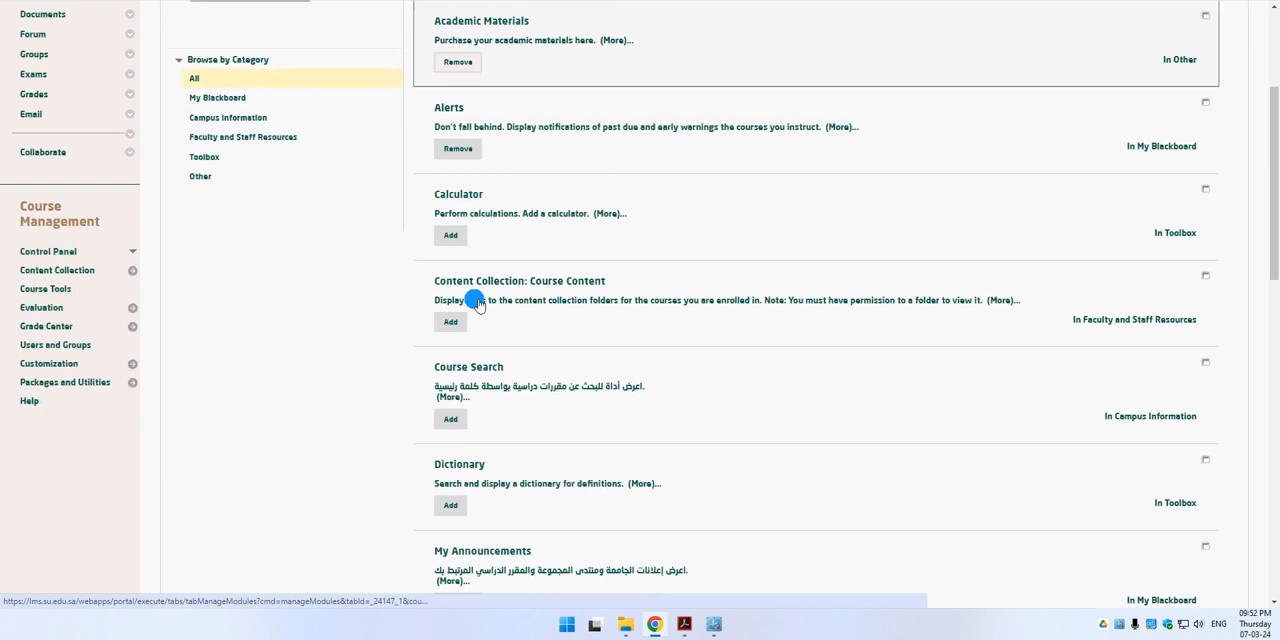 Documents
Forum
Groups
Exams
Grades
Email
Collaborate
Course
Management
Control Panel
Content Collection
Course Tools
Evaluation
Grade Center
Users and Groups
Customization
Packages and Utilities
Help
Browse by Category
All
My Blackboard
Campus Information
Faculty and Staff Resources
Toolbox
Other
Academic Materials
Purchase your academic materials here. (More)...
Remove
In Other
Alerts
Don't fall behind. Display notifications of past due and early warnings the courses you instruct. (More)...
Remove
In My Blackboard
Calculator
Perform calculations. Add a calculator. (More)...
Add
In Toolbox
Content Collection: Course Content
Display to the content collection folders for the courses you are enrolled in. Note: You must have permission to a folder to view it. (More)...
Add
In Faculty and Staff Resources
Course Search
اعرض أداة للبحث عن مقررات دراسية بواسطة كلمة رئيسية.
(More)...
Add
In Campus Information
Dictionary
Search and display a dictionary for definitions. (More)...
Add
In Toolbox
My Announcements
اعرض إعلانات الجامعة ومنتدى المجموعة والمقرر الدراسي المرتبط بك.
(More)...
In My Blackboard
https://lms.su.edu.sa/webapps/portal/execute/tabs/tabManageModules?cmd=manageModules&tabId=_24147_1&cou...
ENG
09:52 PM
Thursday
07-03-24